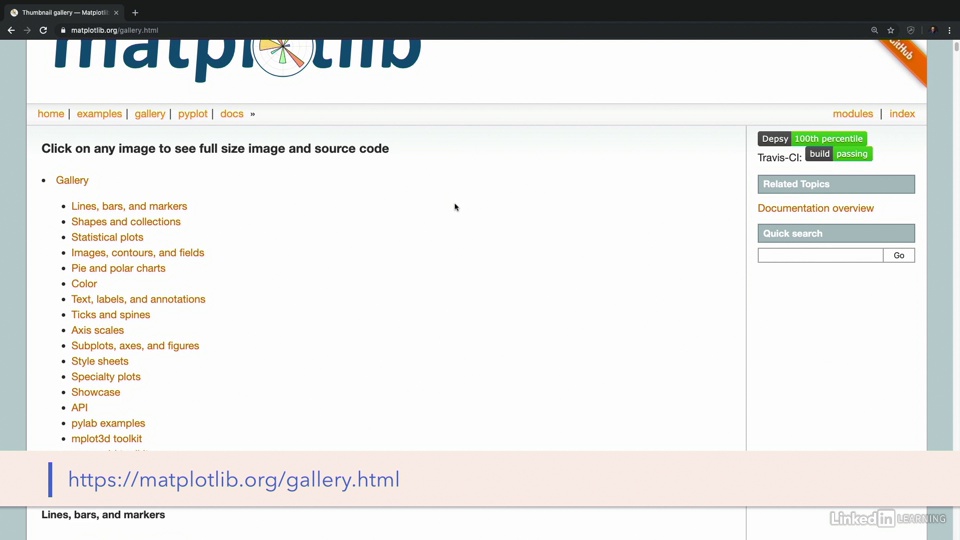 Thumbnail gallery — Matplotli
matplotlib.org/gallery.html
matplotlib
GitHub
home | examples | gallery | pyplot | docs »
modules | index
Click on any image to see full size image and source code
Depsy 100th percentile
Travis-CI: build passing
Gallery
Related Topics
Lines, bars, and markers
Documentation overview
Shapes and collections
Statistical plots
Quick search
Images, contours, and fields
Go
Pie and polar charts
Color
Text, labels, and annotations
Ticks and spines
Axis scales
Subplots, axes, and figures
Style sheets
Specialty plots
Showcase
API
pylab examples
mplot3d toolkit
https://matplotlib.org/gallery.html
Lines, bars, and markers
Linked in LEARNING